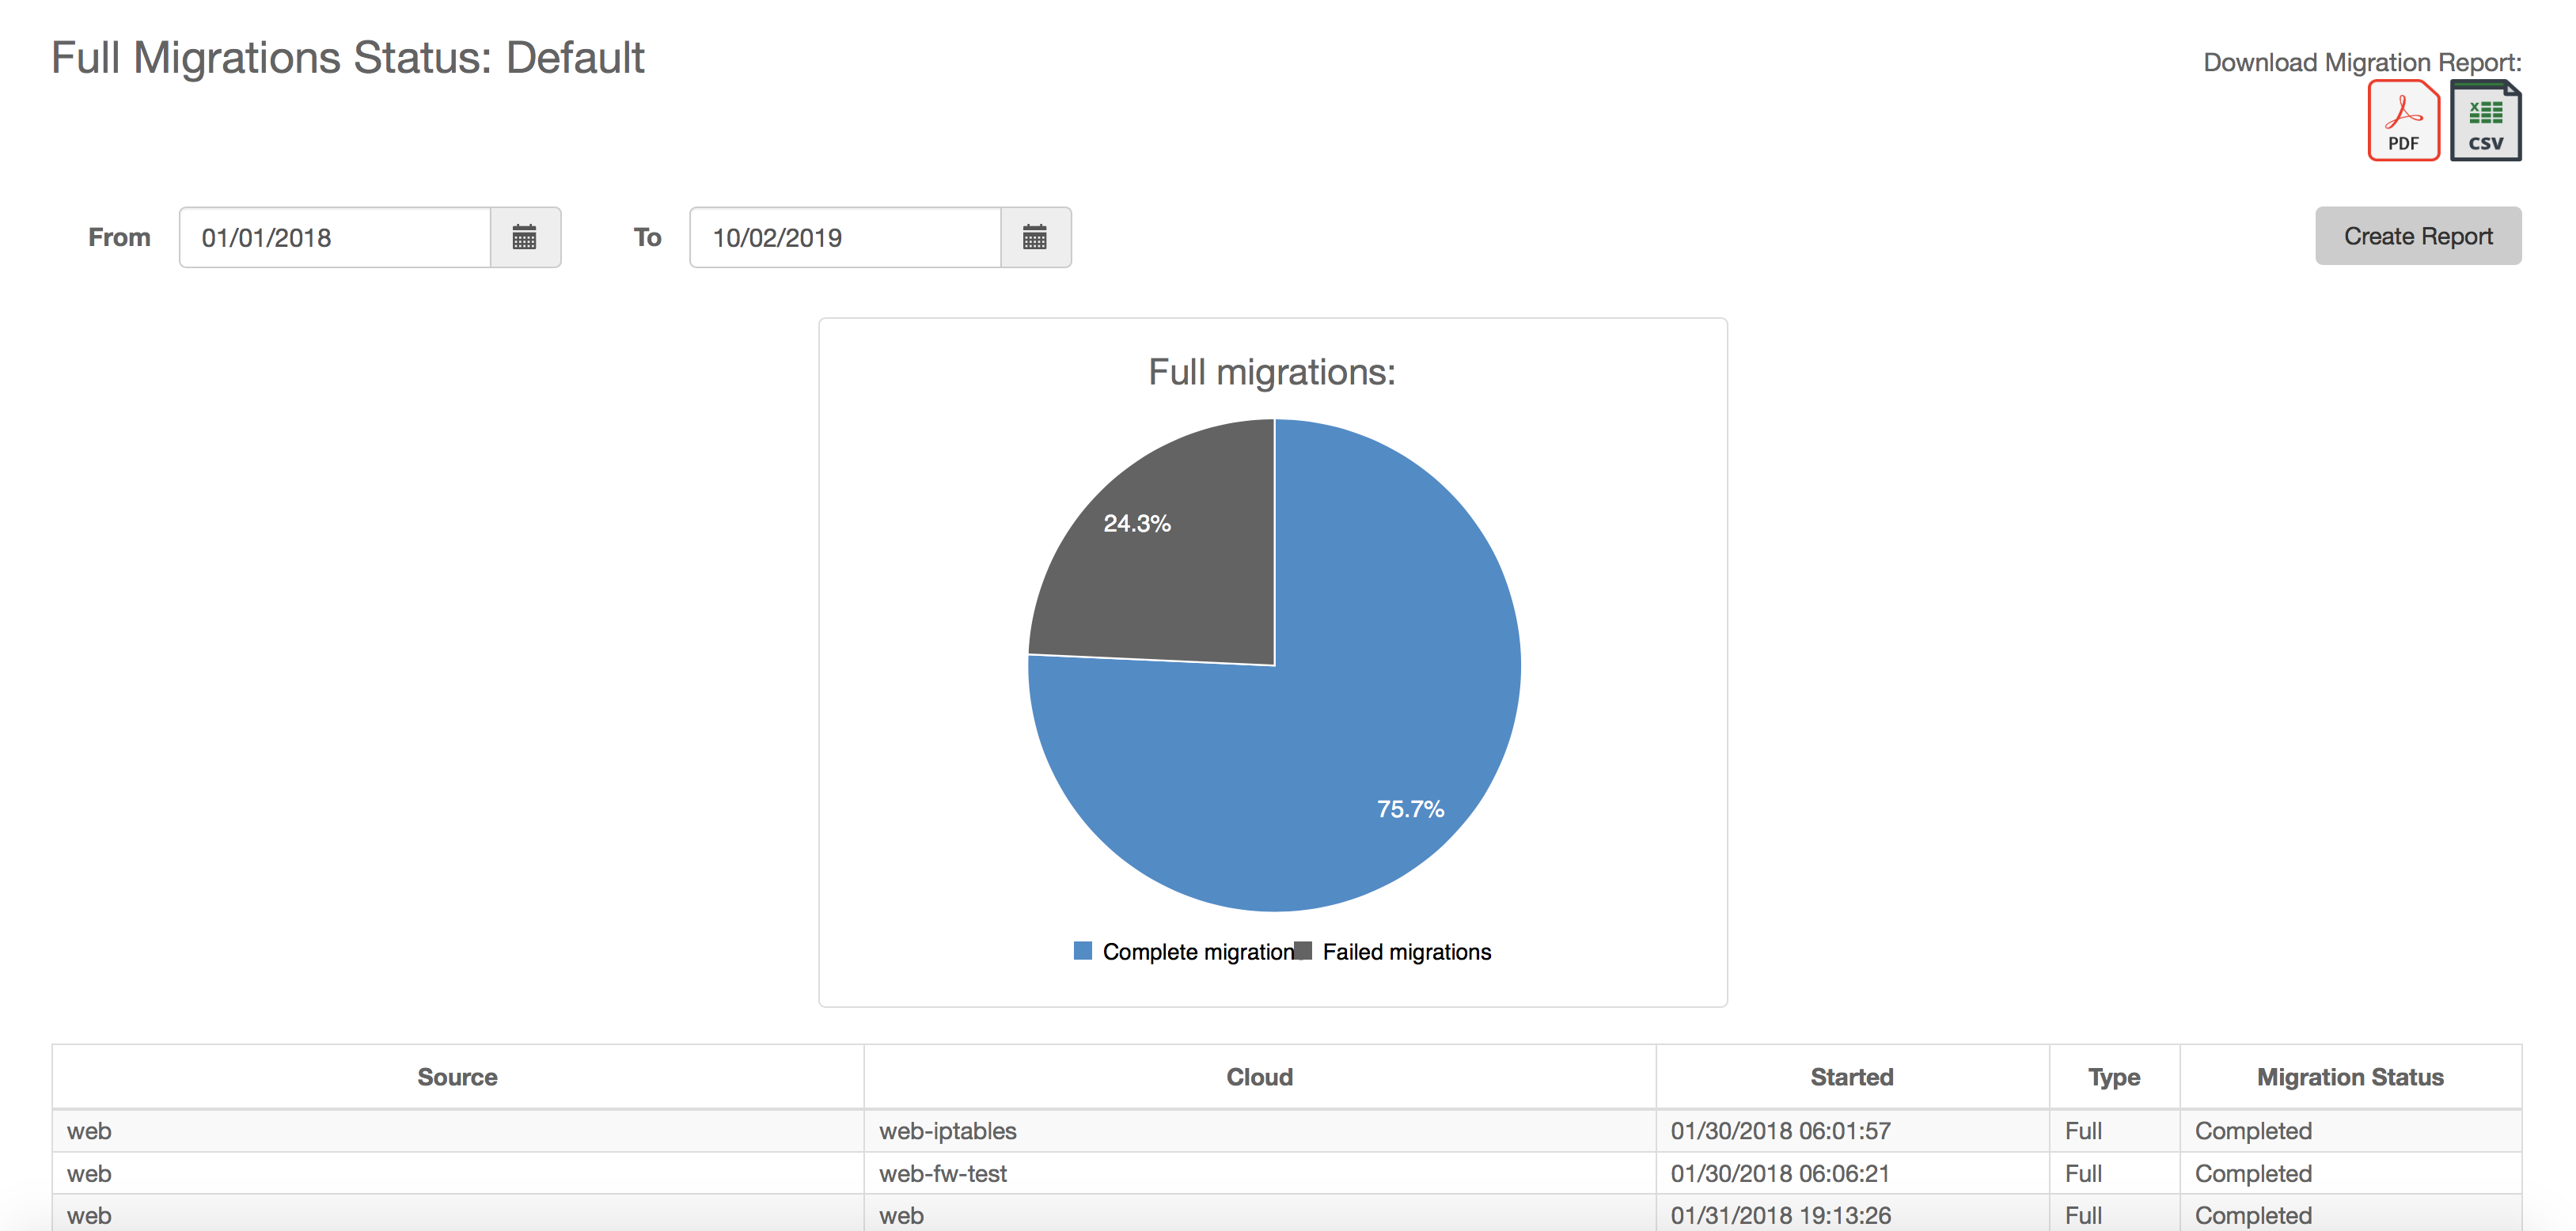 Full Migrations Status: Default
Download Migration Report:
PDF
X
CSV
From 01/01/2018 To 10/02/2019 Create Report
Full migrations:
24.3%
75.7%
Complete migration Failed migrations
Source Cloud Started Type Migration Status
web web-iptables 01/30/2018 06:01:57 Full Completed
web web-fw-test 01/30/2018 06:06:21 Full Completed
web web 01/31/2018 19:13:26 Full Completed